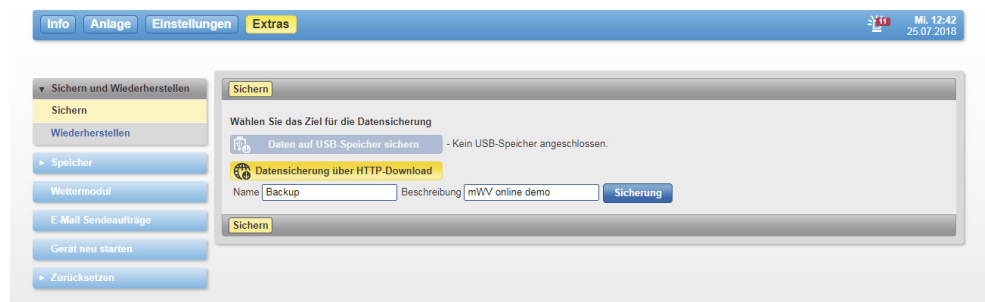 Info Anlage Einstellungen Extras 11 Mi. 12:42
25.07.2018
Sichern und Wiederherstellen
Sichern
Wiederherstellen
Speicher
Wettermodul
E-Mail Sendeaufträge
Gerät neu starten
Zurücksetzen
Sichern
Wählen Sie das Ziel für die Datensicherung
Daten auf USB-Speicher sichern - Kein USB-Speicher angeschlossen.
Datensicherung über HTTP-Download
Name Backup Beschreibung mWV online demo Sicherung
Sichern